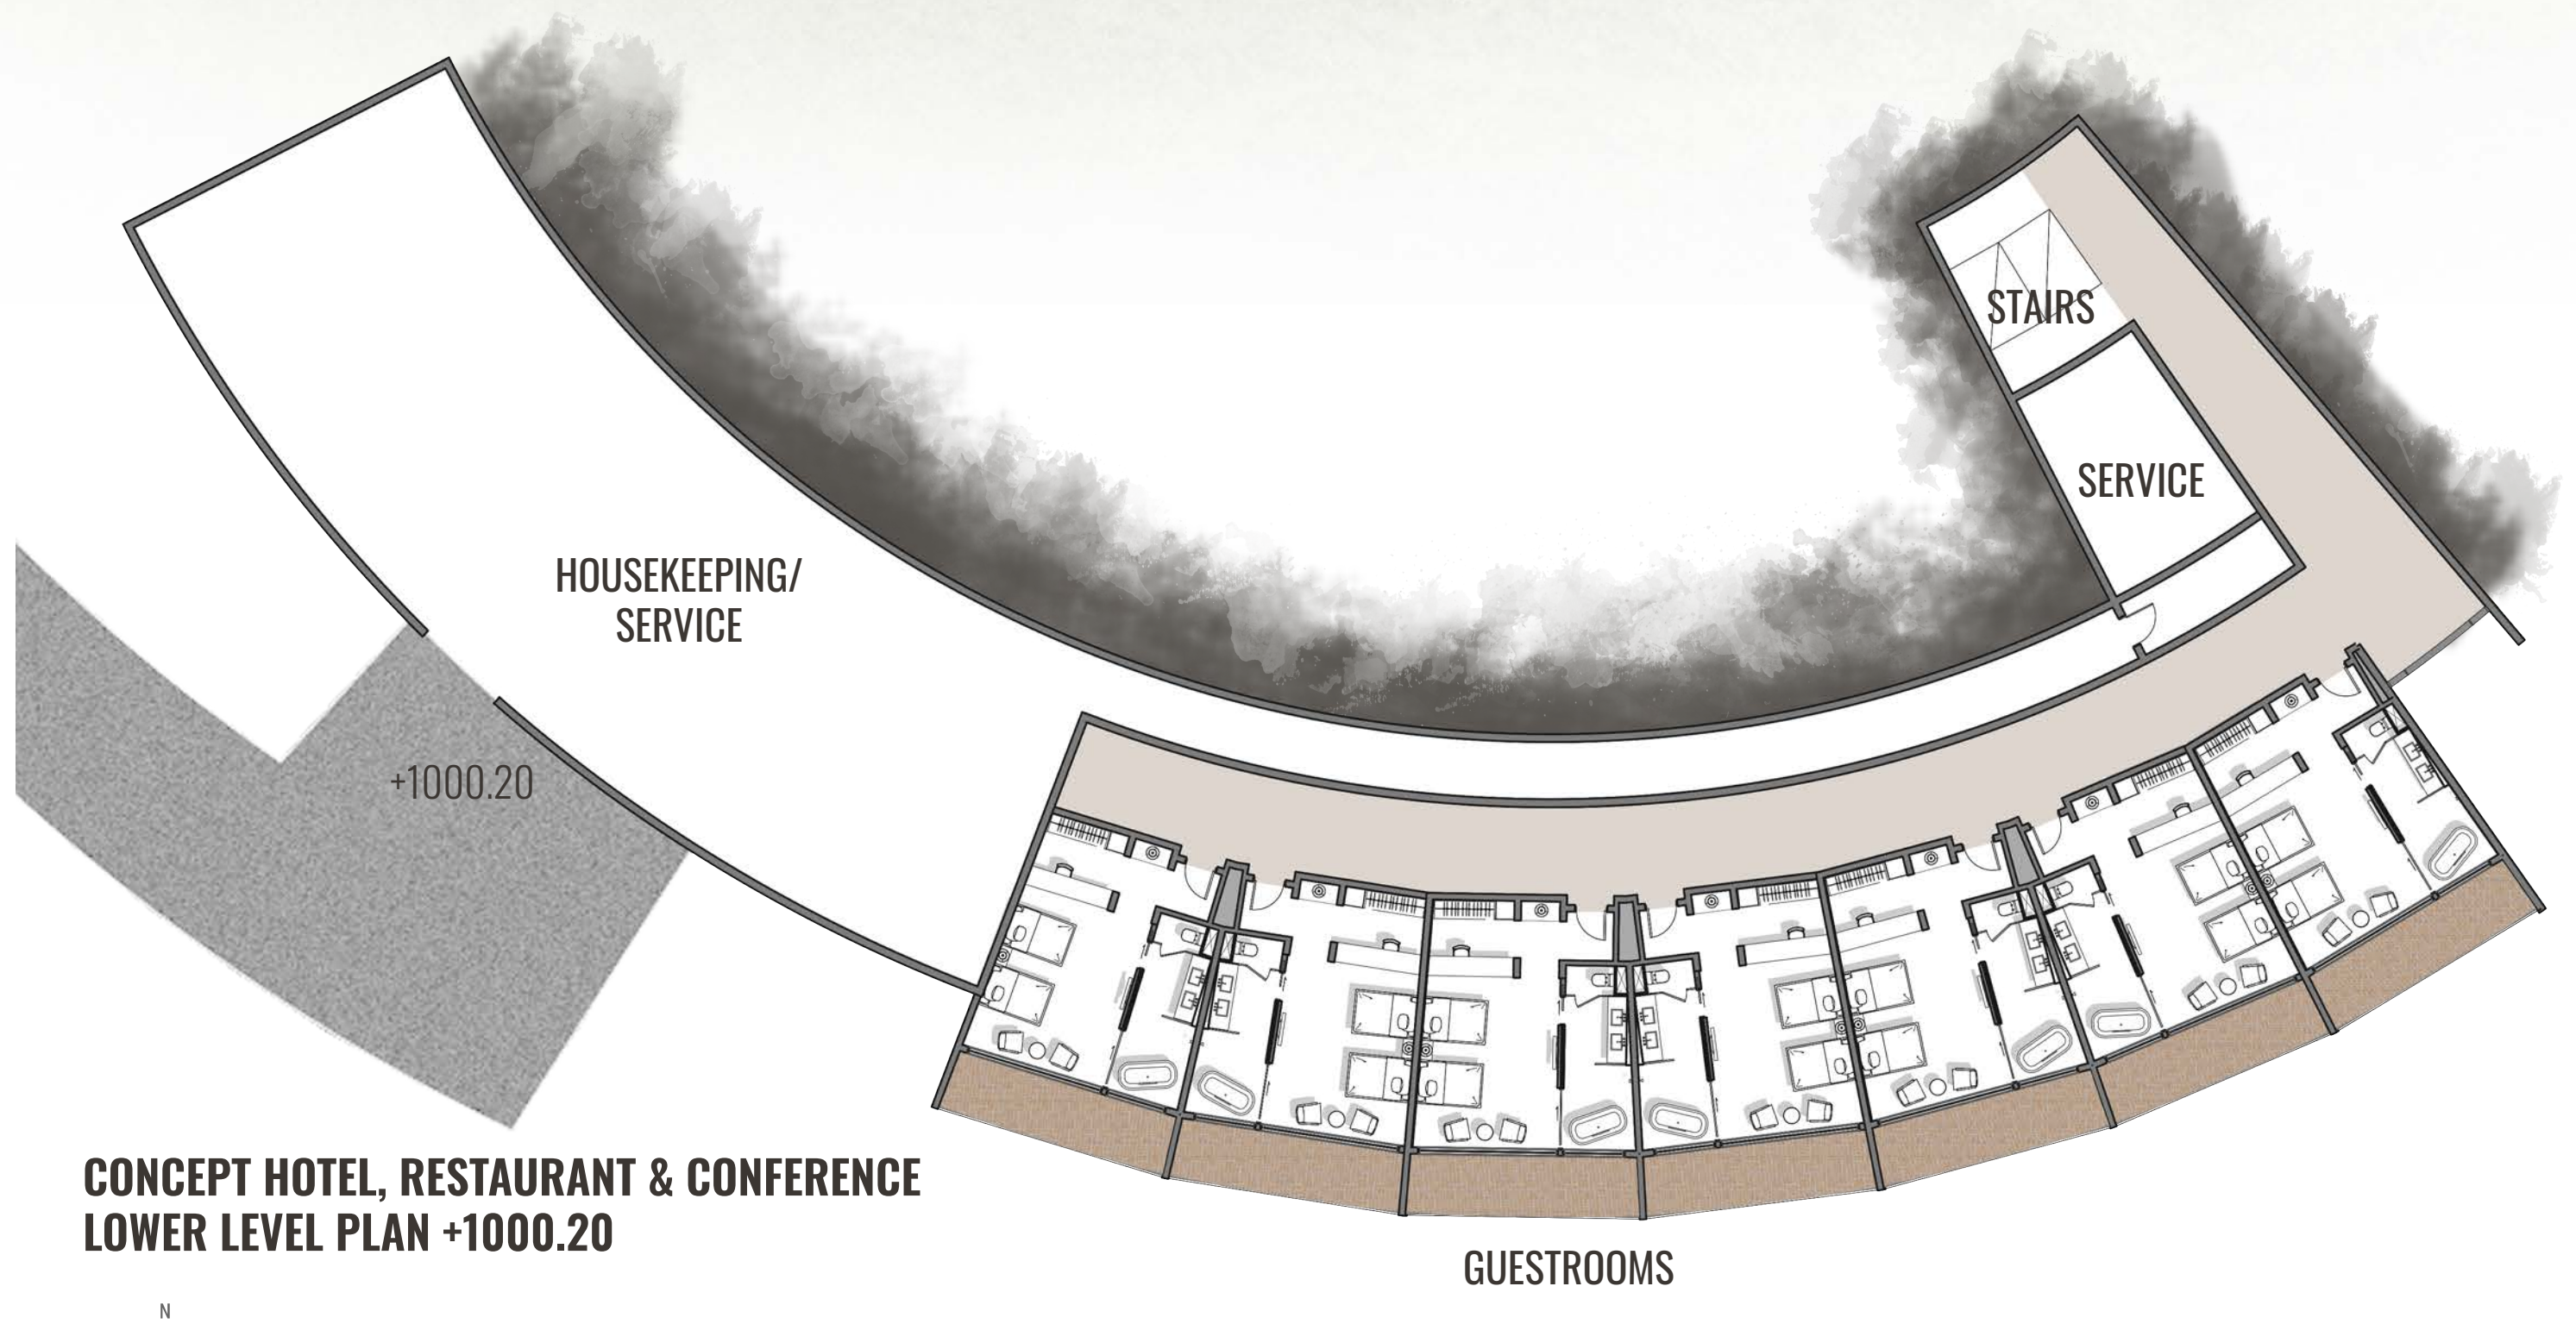 STAIRS
SERVICE
HOUSEKEEPING/
SERVICE
+1000.20
CONCEPT HOTEL, RESTAURANT & CONFERENCE
LOWER LEVEL PLAN +1000.20
GUESTROOMS
N